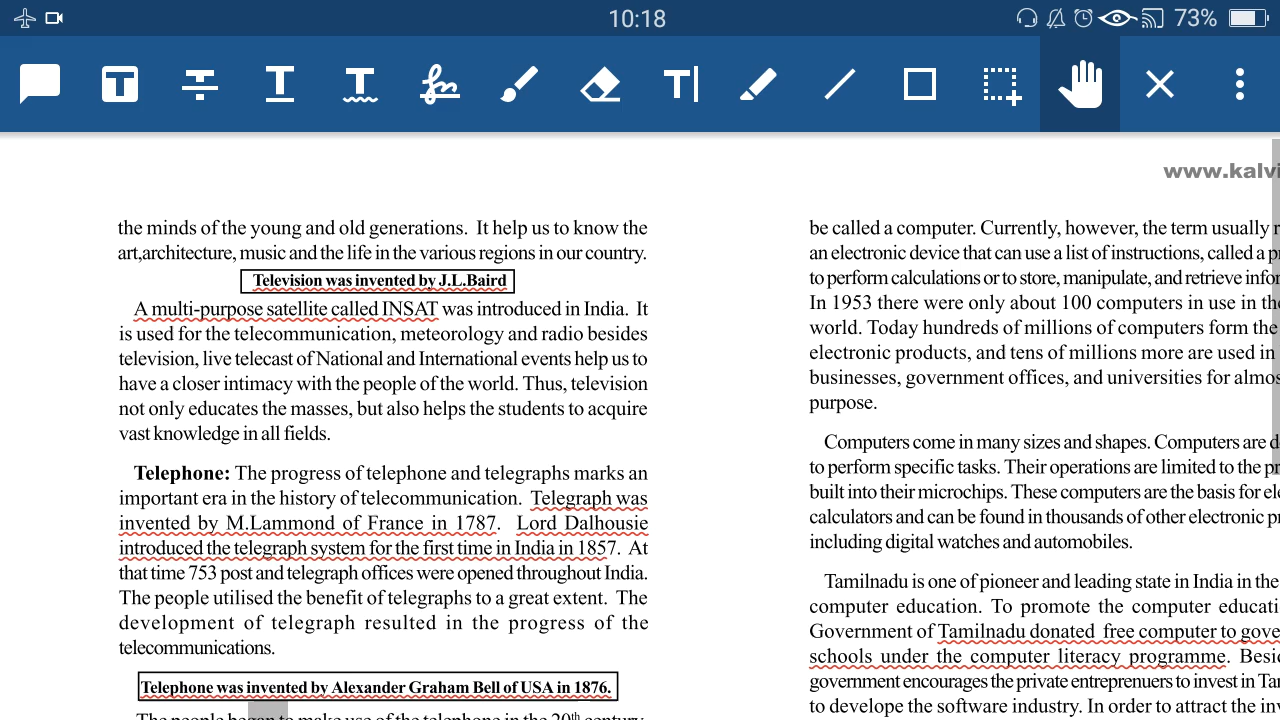 10:18
73%
www.kalvi
the minds of the young and old generations. It help us to know the
art,architecture, music and the life in the various regions in our country.
Television was invented by J.L.Baird
A multi-purpose satellite called INSAT was introduced in India. It
is used for the telecommunication, meteorology and radio besides
television, live telecast of National and International events help us to
have a closer intimacy with the people of the world. Thus, television
not only educates the masses, but also helps the students to acquire
vast knowledge in all fields.
Telephone: The progress of telephone and telegraphs marks an
important era in the history of telecommunication. Telegraph was
invented by M.Lammond of France in 1787. Lord Dalhousie
introduced the telegraph system for the first time in India in 1857. At
that time 753 post and telegraph offices were opened throughout India.
The people utilised the benefit of telegraphs to a great extent. The
development of telegraph resulted in the progress of the
telecommunications.
Telephone was invented by Alexander Graham Bell of USA in 1876.
The people began to make use of the telephone in the 20th century.
be called a computer. Currently, however, the term usually
an electronic device that can use a list of instructions, called a
to perform calculations or to store, manipulate, and retrieve
In 1953 there were only about 100 computers in use in the
world. Today hundreds of millions of computers form the
electronic products, and tens of millions more are used in
businesses, government offices, and universities for
purpose.
Computers come in many sizes and shapes. Computers are
to perform specific tasks. Their operations are limited to the
built into their microchips. These computers are the basis for
calculators and can be found in thousands of other electronic
including digital watches and automobiles.
Tamilnadu is one of pioneer and leading state in India in the
computer education. To promote the computer
Government of Tamilnadu donated free computer to
schools under the computer literacy programme.
government encourages the private entreprenuers to invest in
to develope the software industry. In order to attract the